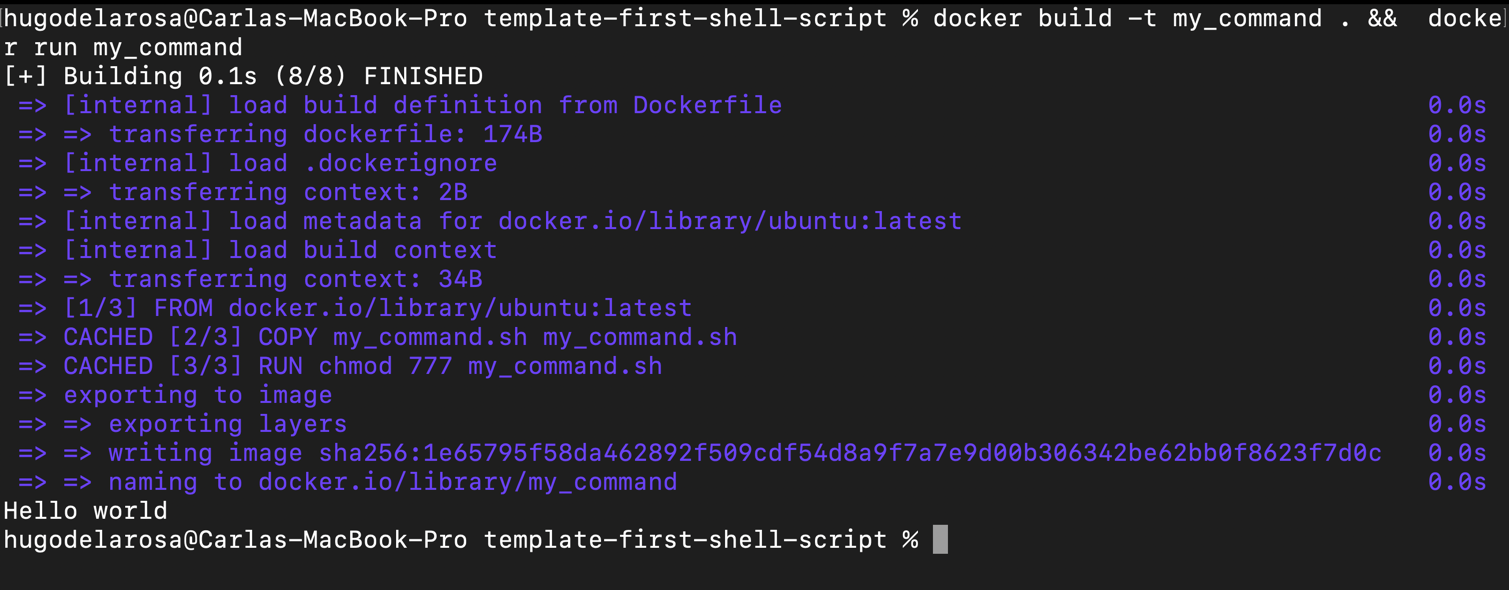 hugodelarosa@Carlas-MacBook-Pro template-first-shell-script % docker build -t my_command . &&  docke
r run my_command
[+] Building 0.1s (8/8) FINISHED
 => [internal] load build definition from Dockerfile 0.0s
 => => transferring dockerfile: 174B 0.0s
 => [internal] load .dockerignore 0.0s
 => => transferring context: 2B 0.0s
 => [internal] load metadata for docker.io/library/ubuntu:latest 0.0s
 => [internal] load build context 0.0s
 => => transferring context: 34B 0.0s
 => [1/3] FROM docker.io/library/ubuntu:latest 0.0s
 => CACHED [2/3] COPY my_command.sh my_command.sh 0.0s
 => CACHED [3/3] RUN chmod 777 my_command.sh 0.0s
 => exporting to image 0.0s
 => => exporting layers 0.0s
 => => writing image sha256:1e65795f58da462892f509cdf54d8a9f7a7e9d00b306342be62bb0f8623f7d0c 0.0s
 => => naming to docker.io/library/my_command 0.0s
Hello world
hugodelarosa@Carlas-MacBook-Pro template-first-shell-script %